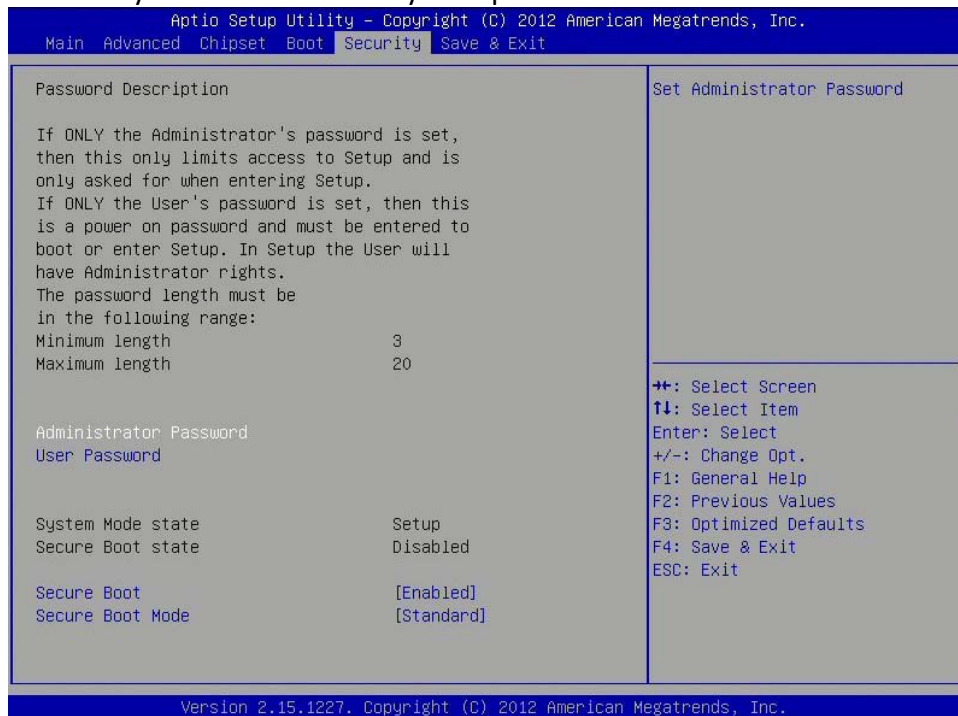 Aptio Setup Utility – Copyright (C) 2012 American Megatrends, Inc.
Main Advanced Chipset Boot Security Save & Exit
Password Description
If ONLY the Administrator's password is set,
then this only limits access to Setup and is
only asked for when entering Setup.
If ONLY the User's password is set, then this
is a power on password and must be entered to
boot or enter Setup. In Setup the User will
have Administrator rights.
The password length must be
in the following range:
Minimum length 3
Maximum length 20
Administrator Password
User Password
System Mode state Setup
Secure Boot state Disabled
Secure Boot [Enabled]
Secure Boot Mode [Standard]
Set Administrator Password
→←: Select Screen
↑↓: Select Item
Enter: Select
+/-: Change Opt.
F1: General Help
F2: Previous Values
F3: Optimized Defaults
F4: Save & Exit
ESC: Exit
Version 2.15.1227. Copyright (C) 2012 American Megatrends, Inc.